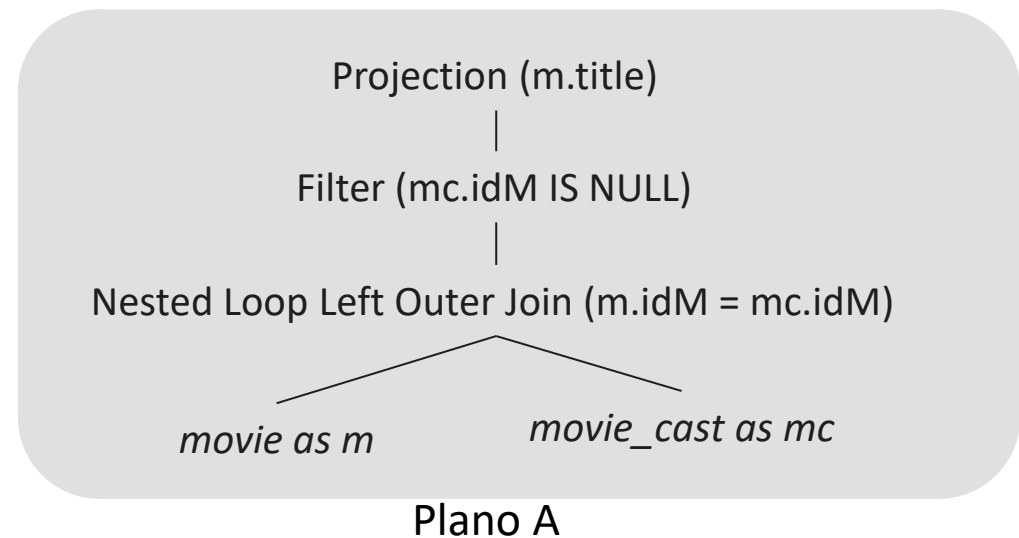 Projection (m.title)
Filter (mc.idM IS NULL)
Nested Loop Left Outer Join (m.idM = mc.idM)
movie as m
movie_cast as mc
Plano A